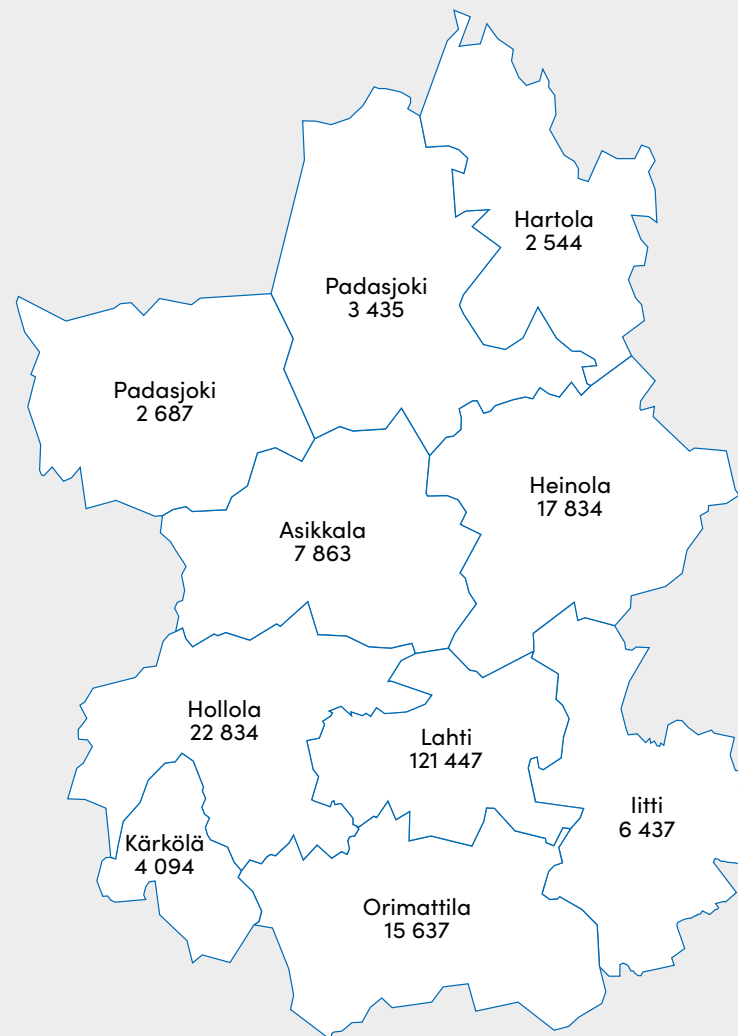 Hartola
2 544
Padasjoki
3 435
Padasjoki
2 687
Heinola
17 834
Asikkala
7 863
Hollola
22 834
Lahti
121 447
Iitti
6 437
Kärkölä
4 094
Orimattila
15 637